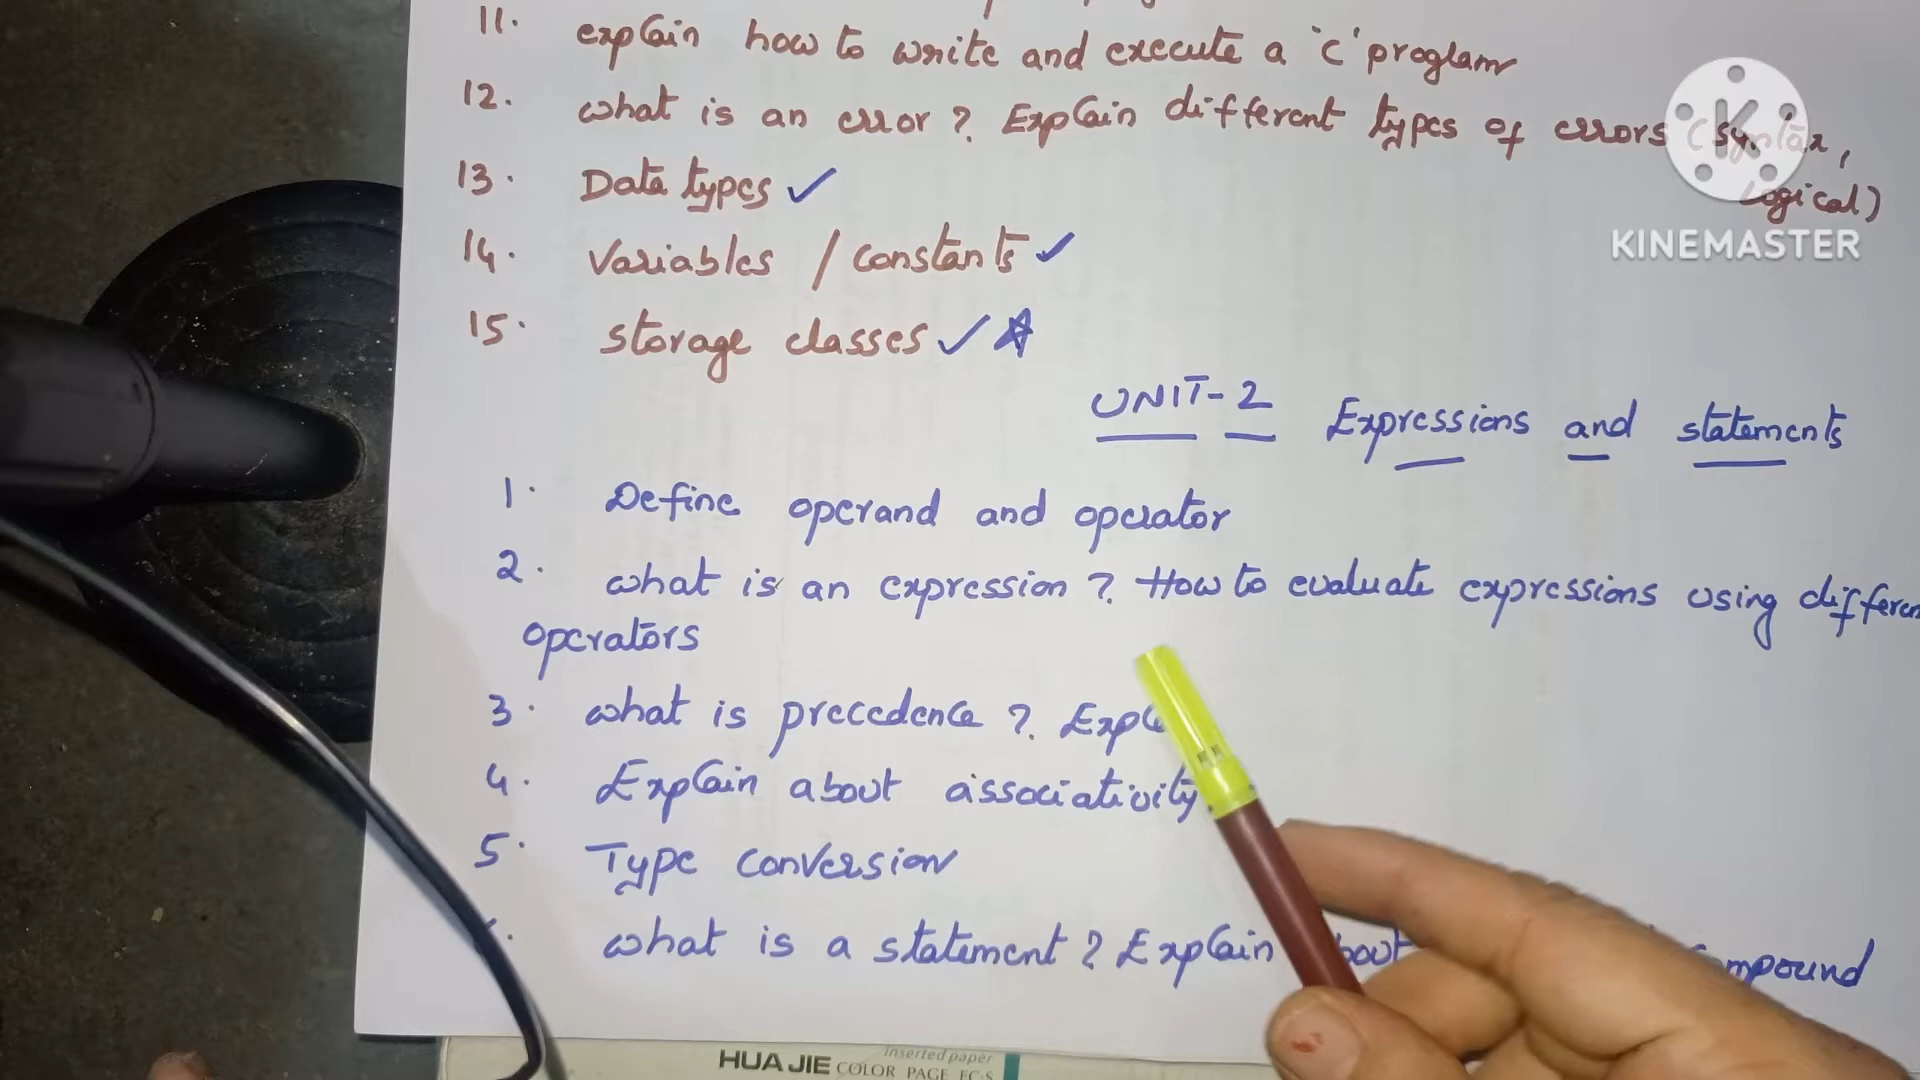 11. explain how to write and execute a 'C' program
12. what is an error ? Explain different types of errors (syntax,
logical)
KINEMASTER
13. Data types
14. Variables / constants
15. storage classes
UNIT-2 Expressions and statements
1. Define operand and operator
2. what is an expression ? How to evaluate expressions using
operators
3. what is precedence ?
4. Explain about associativity
5. Type conversion
what is a statement ? Explain
HUA JIE Inserted paper
COLOR PAGE EC-S